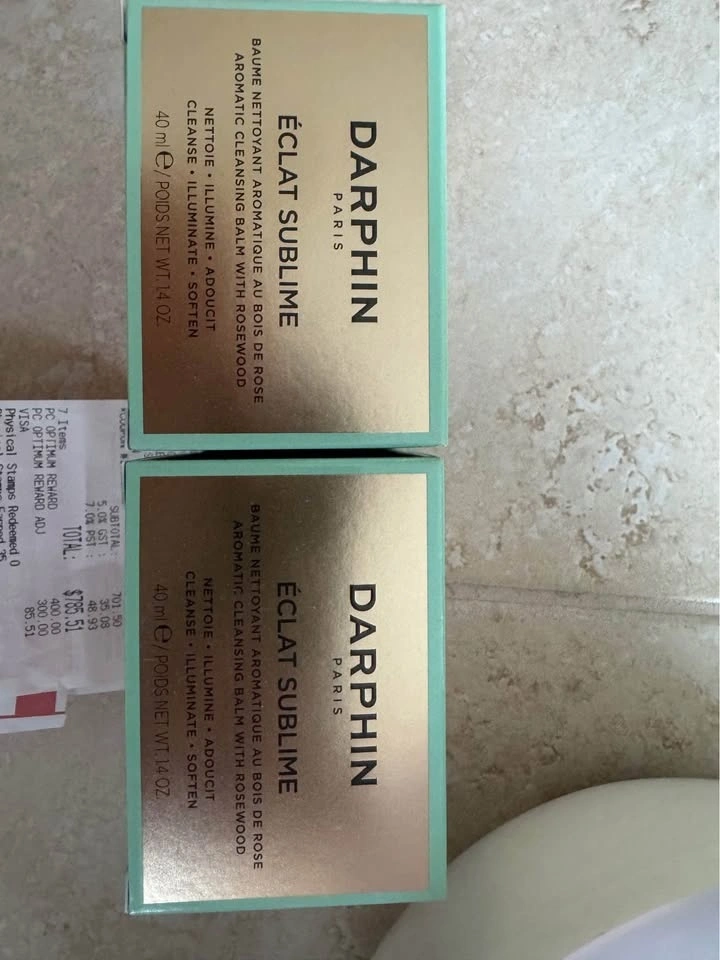 DARPHIN
PARIS
ÉCLAT SUBLIME
BAUME NETTOYANT AROMATIQUE AU BOIS DE ROSE
AROMATIC CLEANSING BALM WITH ROSEWOOD
NETTOIE • ILLUMINE • ADOUCIT
CLEANSE • ILLUMINATE • SOFTEN
40 ml e / POIDS NET WT. 1.4 OZ.
DARPHIN
PARIS
ÉCLAT SUBLIME
BAUME NETTOYANT AROMATIQUE AU BOIS DE ROSE
AROMATIC CLEANSING BALM WITH ROSEWOOD
NETTOIE • ILLUMINE • ADOUCIT
CLEANSE • ILLUMINATE • SOFTEN
40 ml e / POIDS NET WT. 1.4 OZ.
SUBTOTAL: 701.50
5.0% GST : 35.08
7.0% PST : 48.93
TOTAL: $785.51
7 Items
PC OPTIMUM REWARD 400.00
PC OPTIMUM REWARD ADJ 300.00
VISA 85.51
Physical Stamps Redeemed 0